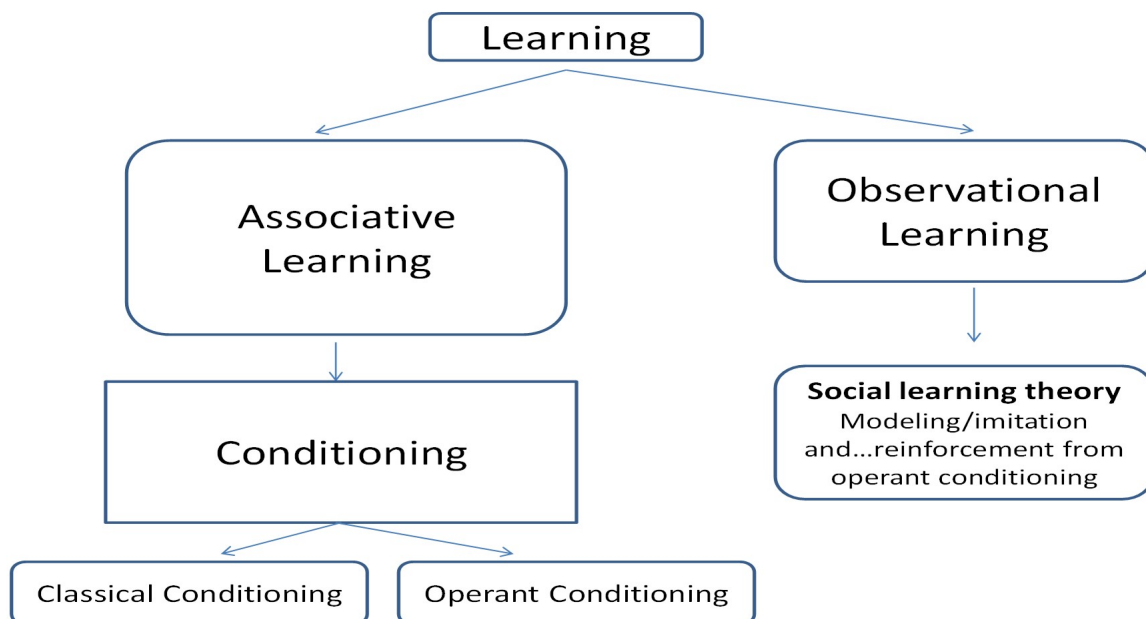 Learning
Associative
Learning
Observational
Learning
Conditioning
Social learning theory
Modeling/imitation
and...reinforcement from
operant conditioning
Classical Conditioning
Operant Conditioning